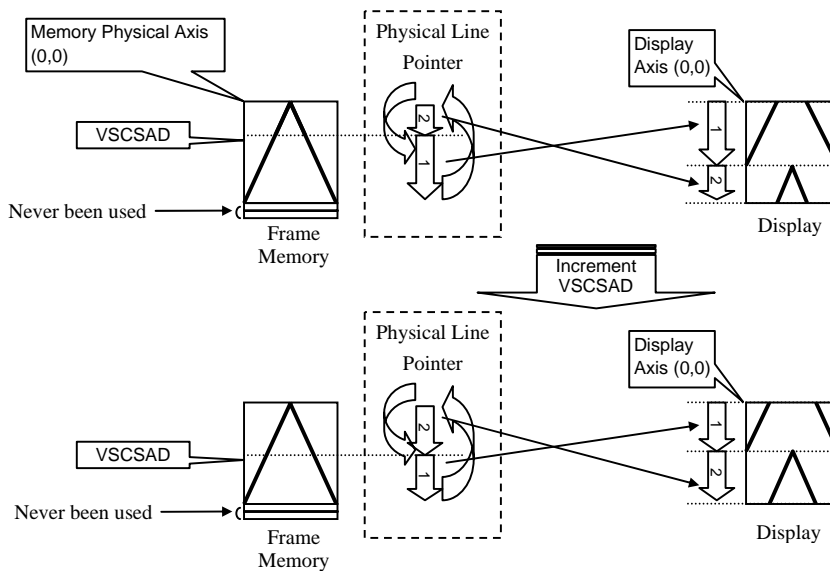 Memory Physical Axis
(0,0)
Physical Line
Pointer
Display
Axis (0,0)
VSCSAD
2
1
1
2
Never been used
Frame
Memory
Display
Increment
VSCSAD
Physical Line
Pointer
Display
Axis (0,0)
VSCSAD
2
1
1
2
Never been used
Frame
Memory
Display